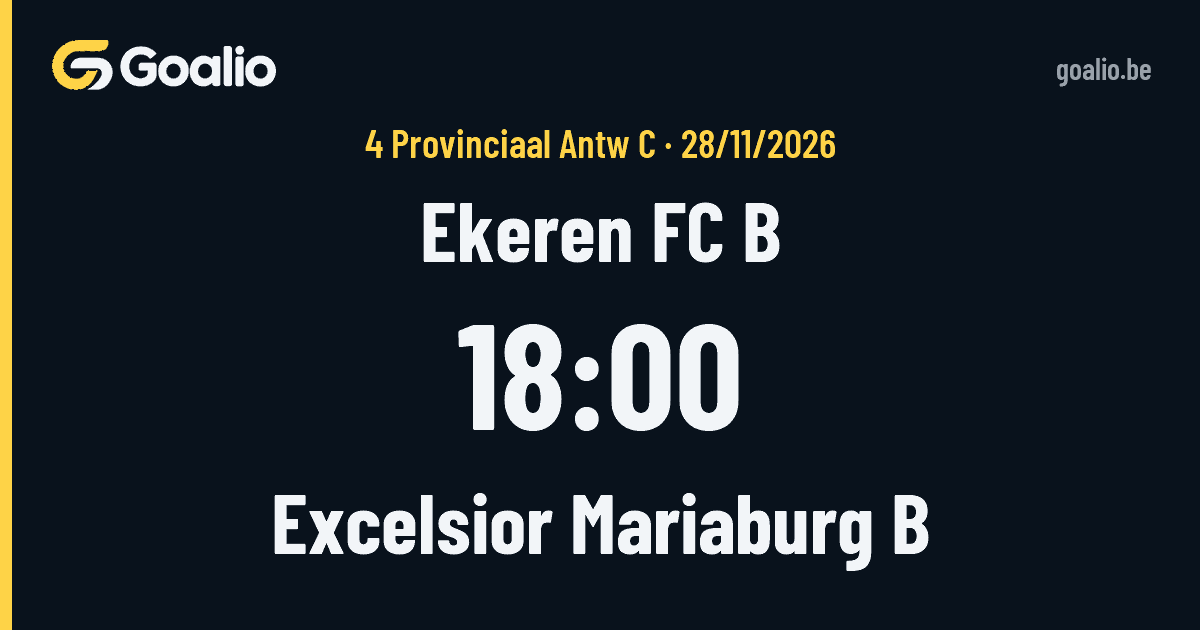 Goalio
goalio.be
4 Provinciaal Antw C · 28/11/2026
Ekeren FC B
18:00
Excelsior Mariaburg B